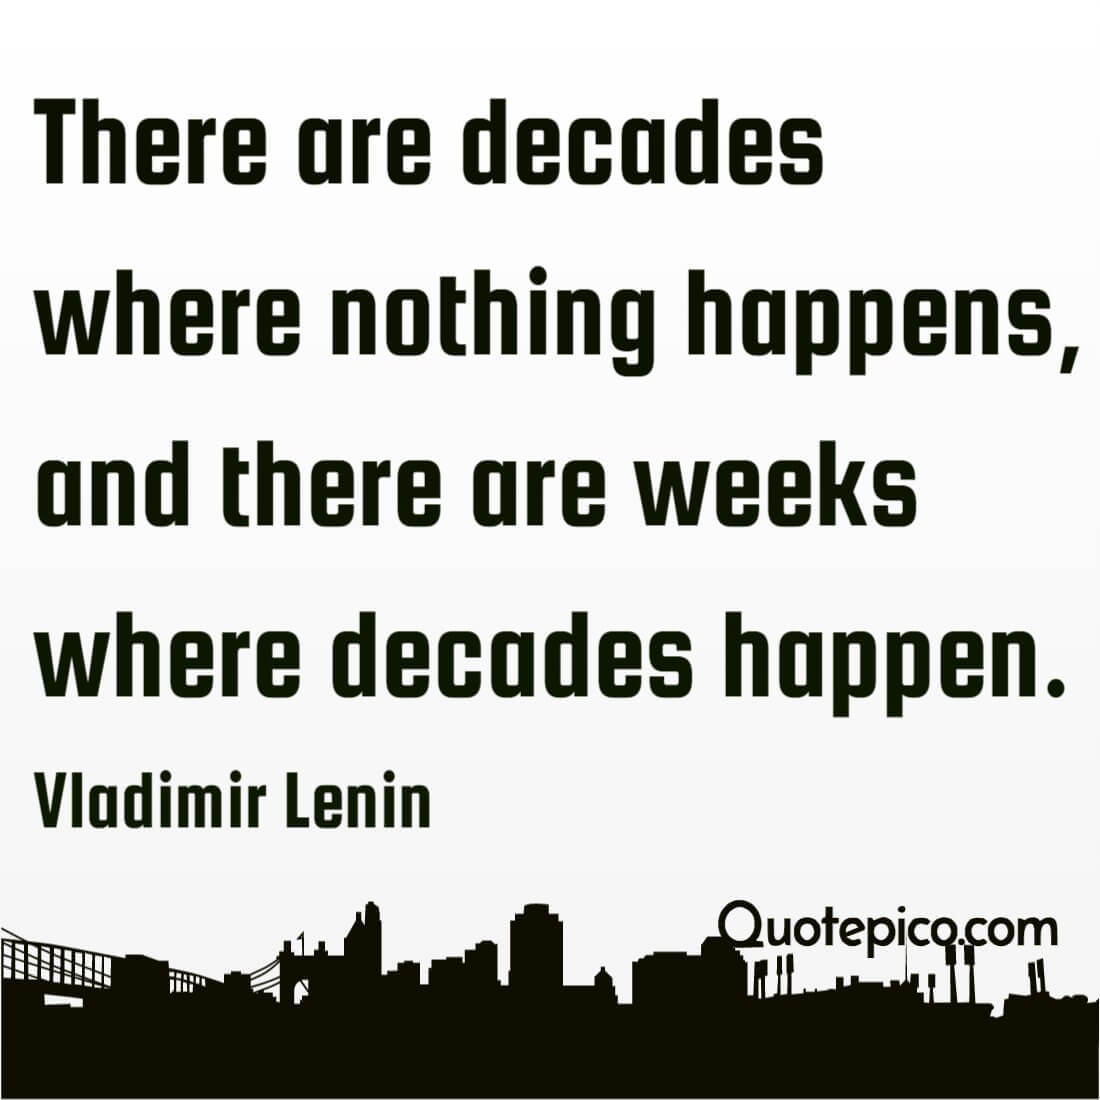 There are decades
where nothing happens,
and there are weeks
where decades happen.
Vladimir Lenin
Quotepico.com